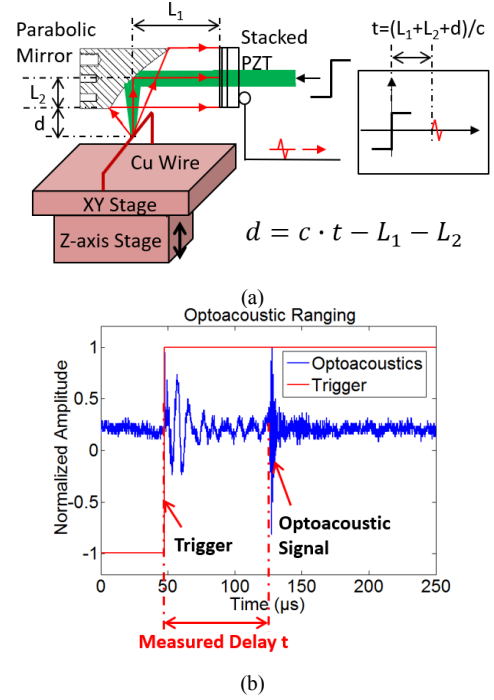 Parabolic
Mirror
L₁
Stacked
PZT
t=(L₁+L₂+d)/c
L₂
d
Cu Wire
XY Stage
Z-axis Stage
d = c · t − L₁ − L₂
(a)
Optoacoustic Ranging
Normalized Amplitude
1
0.5
0
-0.5
-1
Optoacoustics
Trigger
Trigger
Optoacoustic
Signal
0
50
100
150
200
250
Time (µs)
Measured Delay t
(b)